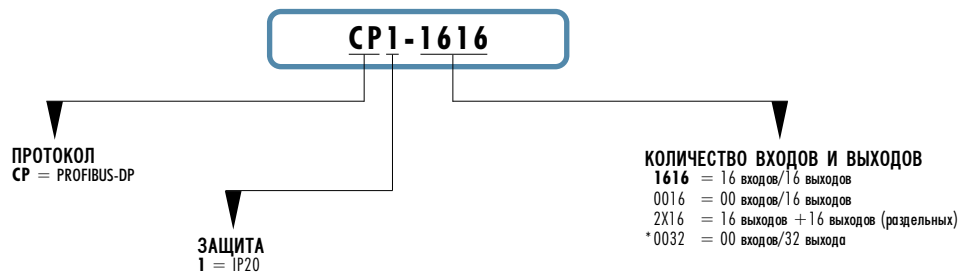 CP1-1616
ПРОТОКОЛ
CP = PROFIBUS-DP
ЗАЩИТА
1 = IP20
КОЛИЧЕСТВО ВХОДОВ И ВЫХОДОВ
1616 = 16 входов/16 выходов
0016 = 00 входов/16 выходов
2X16 = 16 выходов +16 выходов (раздельных)
*0032 = 00 входов/32 выхода